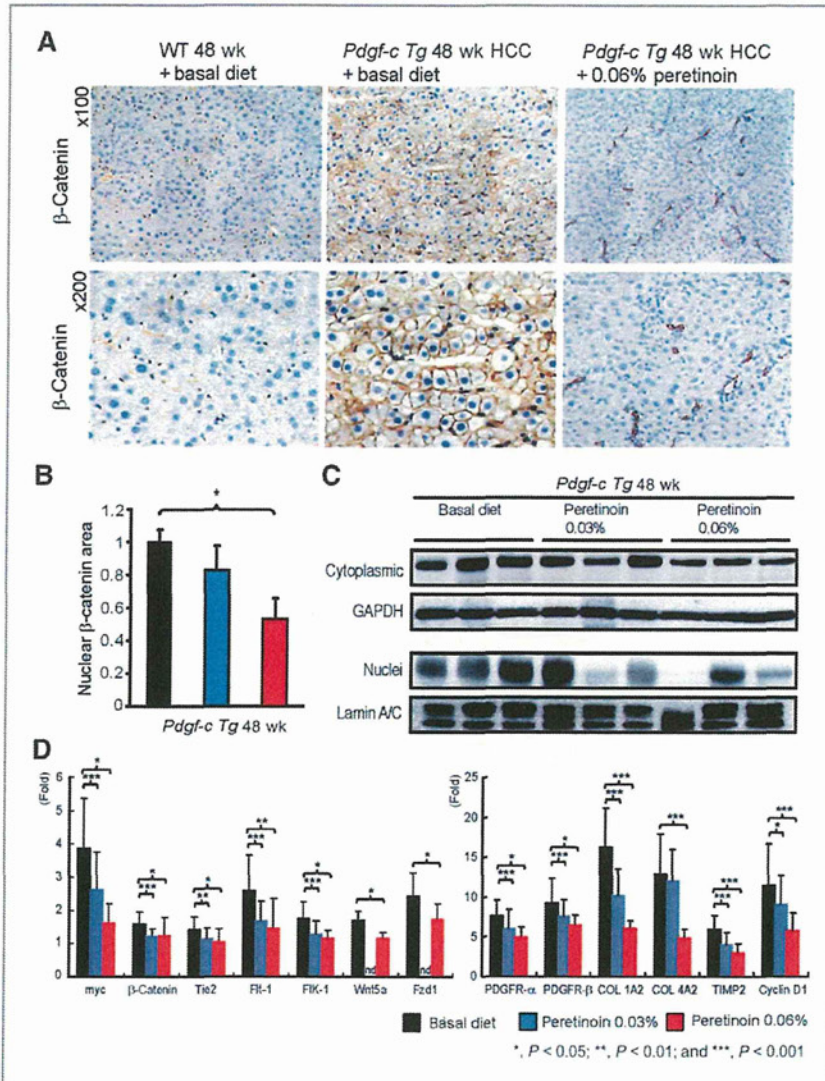 A
WT 48 wk
+ basal diet
Pdgf-c Tg 48 wk HCC
+ basal diet
Pdgf-c Tg 48 wk HCC
+ 0.06% peretinoin
x100
β-Catenin
x200
β-Catenin
B
*
Nuclear β-catenin area
1.2
1
0.8
0.6
0.4
0.2
0
Pdgf-c Tg 48 wk
C
Pdgf-c Tg 48 wk
Basal diet
Peretinoin
0.03%
Peretinoin
0.06%
Cytoplasmic
GAPDH
Nuclei
Lamin A/C
D
(Fold)
6
5
4
3
2
1
0
* *** * *** * ** ** *** * *** * *
nd nd
myc β-Catenin Tie2 Flt-1 FlK-1 Wnt5a Fzd1
(Fold)
25
20
15
10
5
0
* *** * *** *** *** *** *** *** *** *
PDGFR-α PDGFR-β COL 1A2 COL 4A2 TIMP2 Cyclin D1
Basal diet Peretinoin 0.03% Peretinoin 0.06%
*, P < 0.05; **, P < 0.01; and ***, P < 0.001